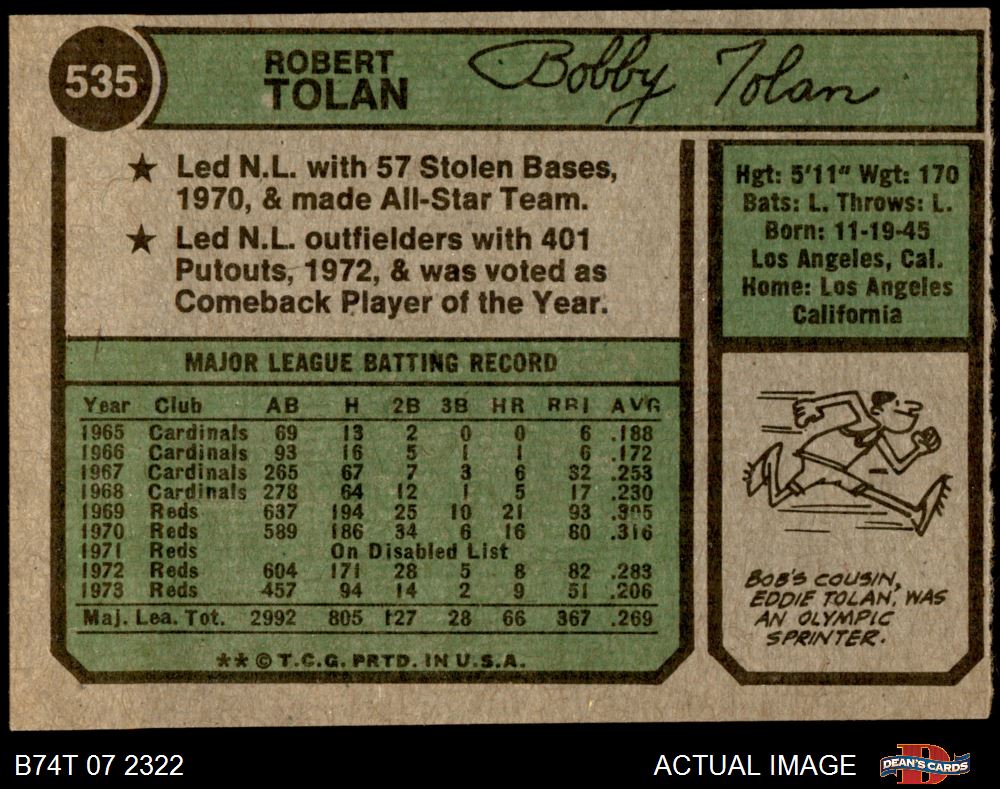 535
ROBERT
TOLAN
Bobby Tolan
★ Led N.L. with 57 Stolen Bases,
1970, & made All-Star Team.
★ Led N.L. outfielders with 401
Putouts, 1972, & was voted as
Comeback Player of the Year.
Hgt: 5'11" Wgt: 170
Bats: L. Throws: L.
Born: 11-19-45
Los Angeles, Cal.
Home: Los Angeles
California
MAJOR LEAGUE BATTING RECORD
Year Club AB H 2B 3B HR RBI AVG
1965 Cardinals 69 13 2 0 0 6 .188
1966 Cardinals 93 16 5 1 1 6 .172
1967 Cardinals 265 67 7 3 6 32 .253
1968 Cardinals 278 64 12 1 5 17 .230
1969 Reds 637 194 25 10 21 93 .305
1970 Reds 589 186 34 6 16 80 .316
1971 Reds On Disabled List
1972 Reds 604 171 28 5 8 82 .283
1973 Reds 457 94 14 2 9 51 .206
Maj. Lea. Tot. 2992 805 127 28 66 367 .269
** © T.C.G. PRTD. IN U.S.A.
BOB'S COUSIN,
EDDIE TOLAN, WAS
AN OLYMPIC
SPRINTER.
B74T 07 2322
ACTUAL IMAGE
D
DEAN'S CARDS